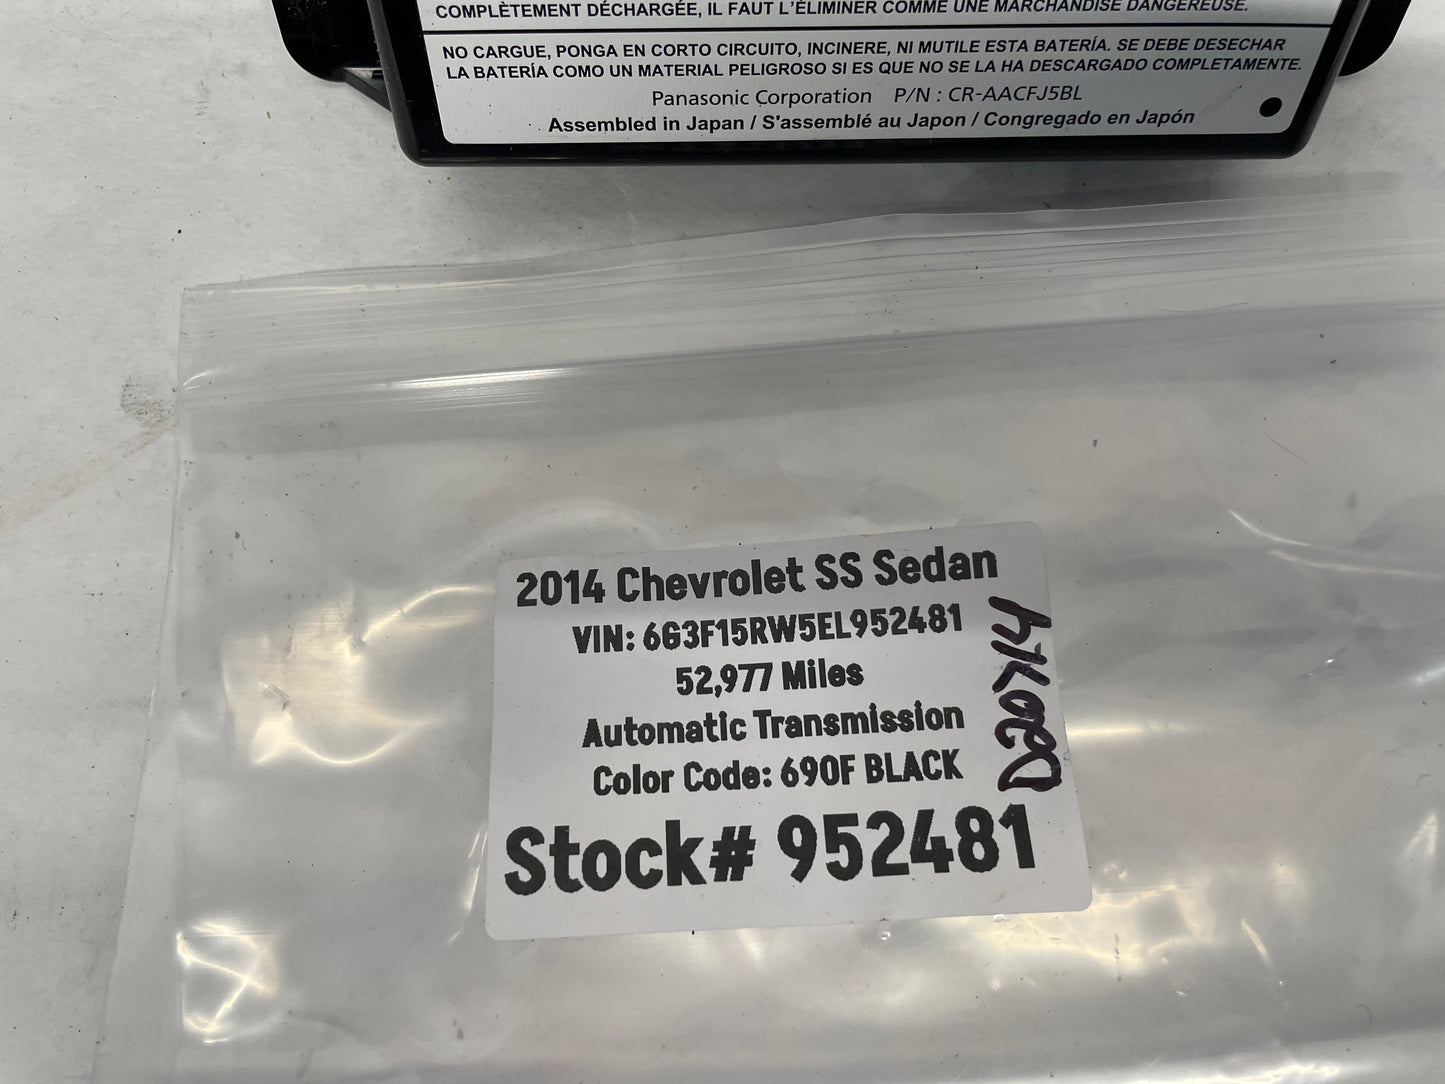 COMPLÈTEMENT DÉCHARGÉE, IL FAUT L'ÉLIMINER COMME UNE MARCHANDISE DANGEREUSE.
NO CARGUE, PONGA EN CORTO CIRCUITO, INCINERE, NI MUTILE ESTA BATERÍA. SE DEBE DESECHAR
LA BATERÍA COMO UN MATERIAL PELIGROSO SI ES QUE NO SE LA HA DESCARGADO COMPLETAMENTE.
Panasonic Corporation P/N : CR-AACFJ5BL
Assembled in Japan / S'assemblé au Japon / Congregado en Japón
2014 Chevrolet SS Sedan
VIN: 6G3F15RW5EL952481
52,977 Miles
Automatic Transmission
Color Code: 690F BLACK
Stock# 952481